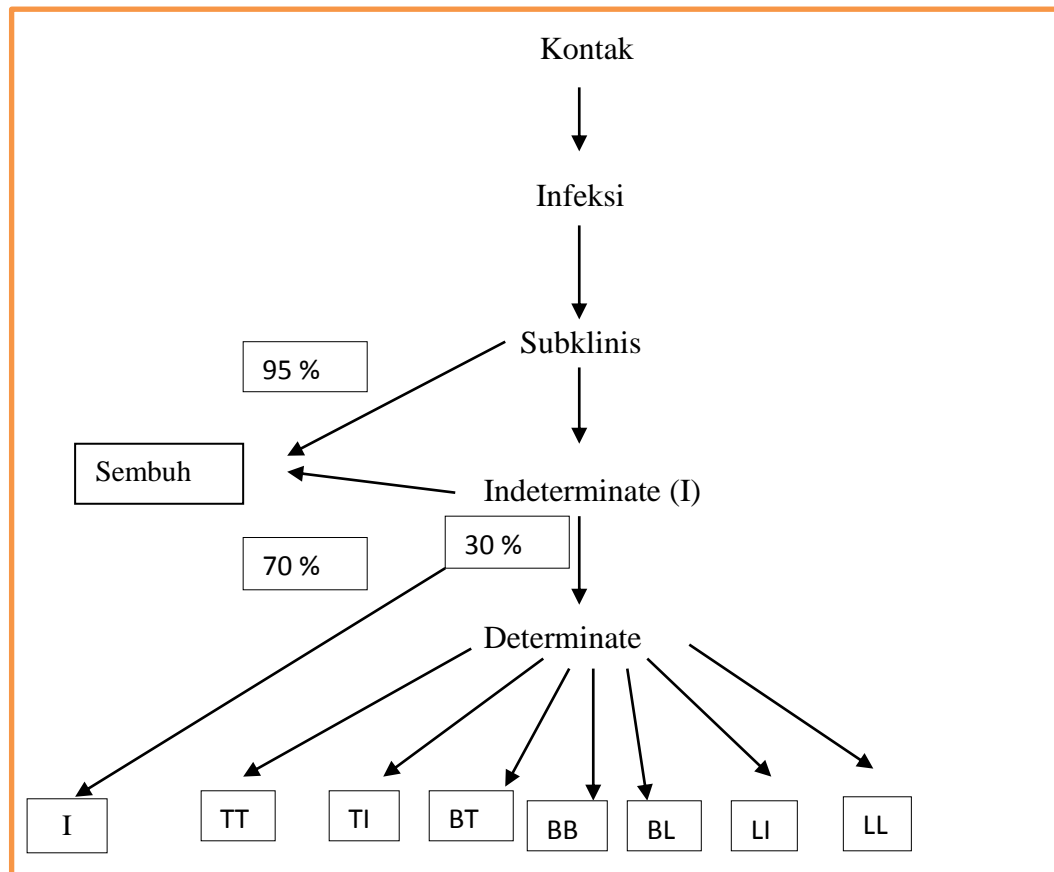 Kontak
Infeksi
Subklinis
95 %
Sembuh
Indeterminate (I)
30 %
70 %
Determinate
I
TT
TI
BT
BB
BL
LI
LL